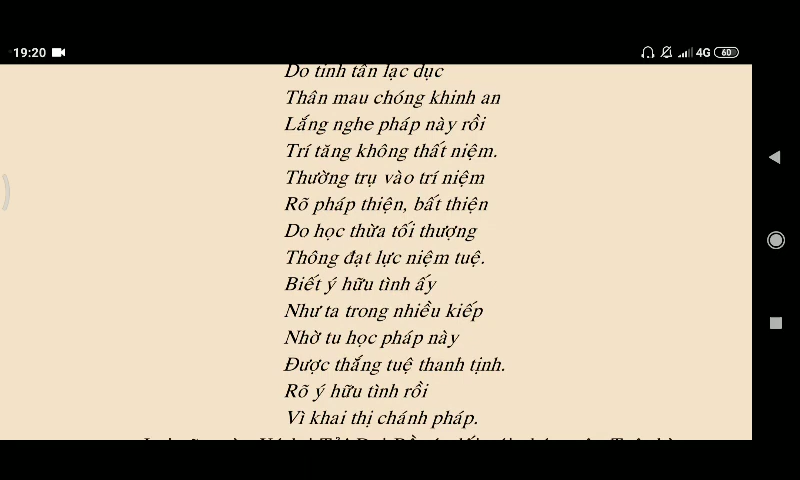 19:20
4G 60
Do tinh tấn lạc dục
Thân mau chóng khinh an
Lắng nghe pháp này rồi
Trí tăng không thất niệm.
Thường trụ vào trí niệm
Rõ pháp thiện, bất thiện
Do học thừa tối thượng
Thông đạt lực niệm tuệ.
Biết ý hữu tình ấy
Như ta trong nhiều kiếp
Nhờ tu học pháp này
Được thắng tuệ thanh tịnh.
Rõ ý hữu tình rồi
Vì khai thị chánh pháp.